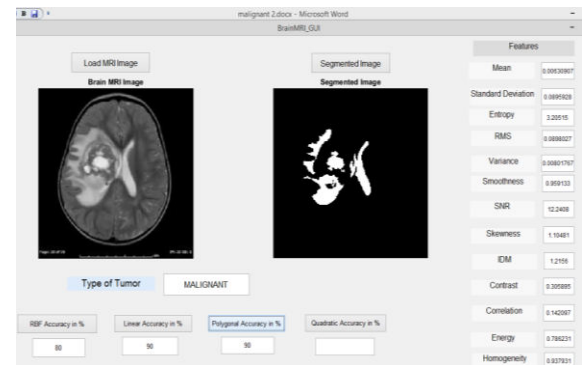 malignant 2.docx - Microsoft Word
BrainMRI_GUI
Load MRI Image
Segmented Image
Brain MRI Image
Segmented Image
Type of Tumor
MALIGNANT
RBF Accuracy in %
Linear Accuracy in %
Polygonal Accuracy in %
Quadratic Accuracy in %
80
90
90
Features
Mean
0.00630907
Standard Deviation
0.0895928
Entropy
3.20515
RMS
0.0898027
Variance
0.00801767
Smoothness
0.959133
SNR
12.2408
Skewness
1.10481
IDM
1.2156
Contrast
0.305895
Correlation
0.142097
Energy
0.786231
Homogeneity
0.937831